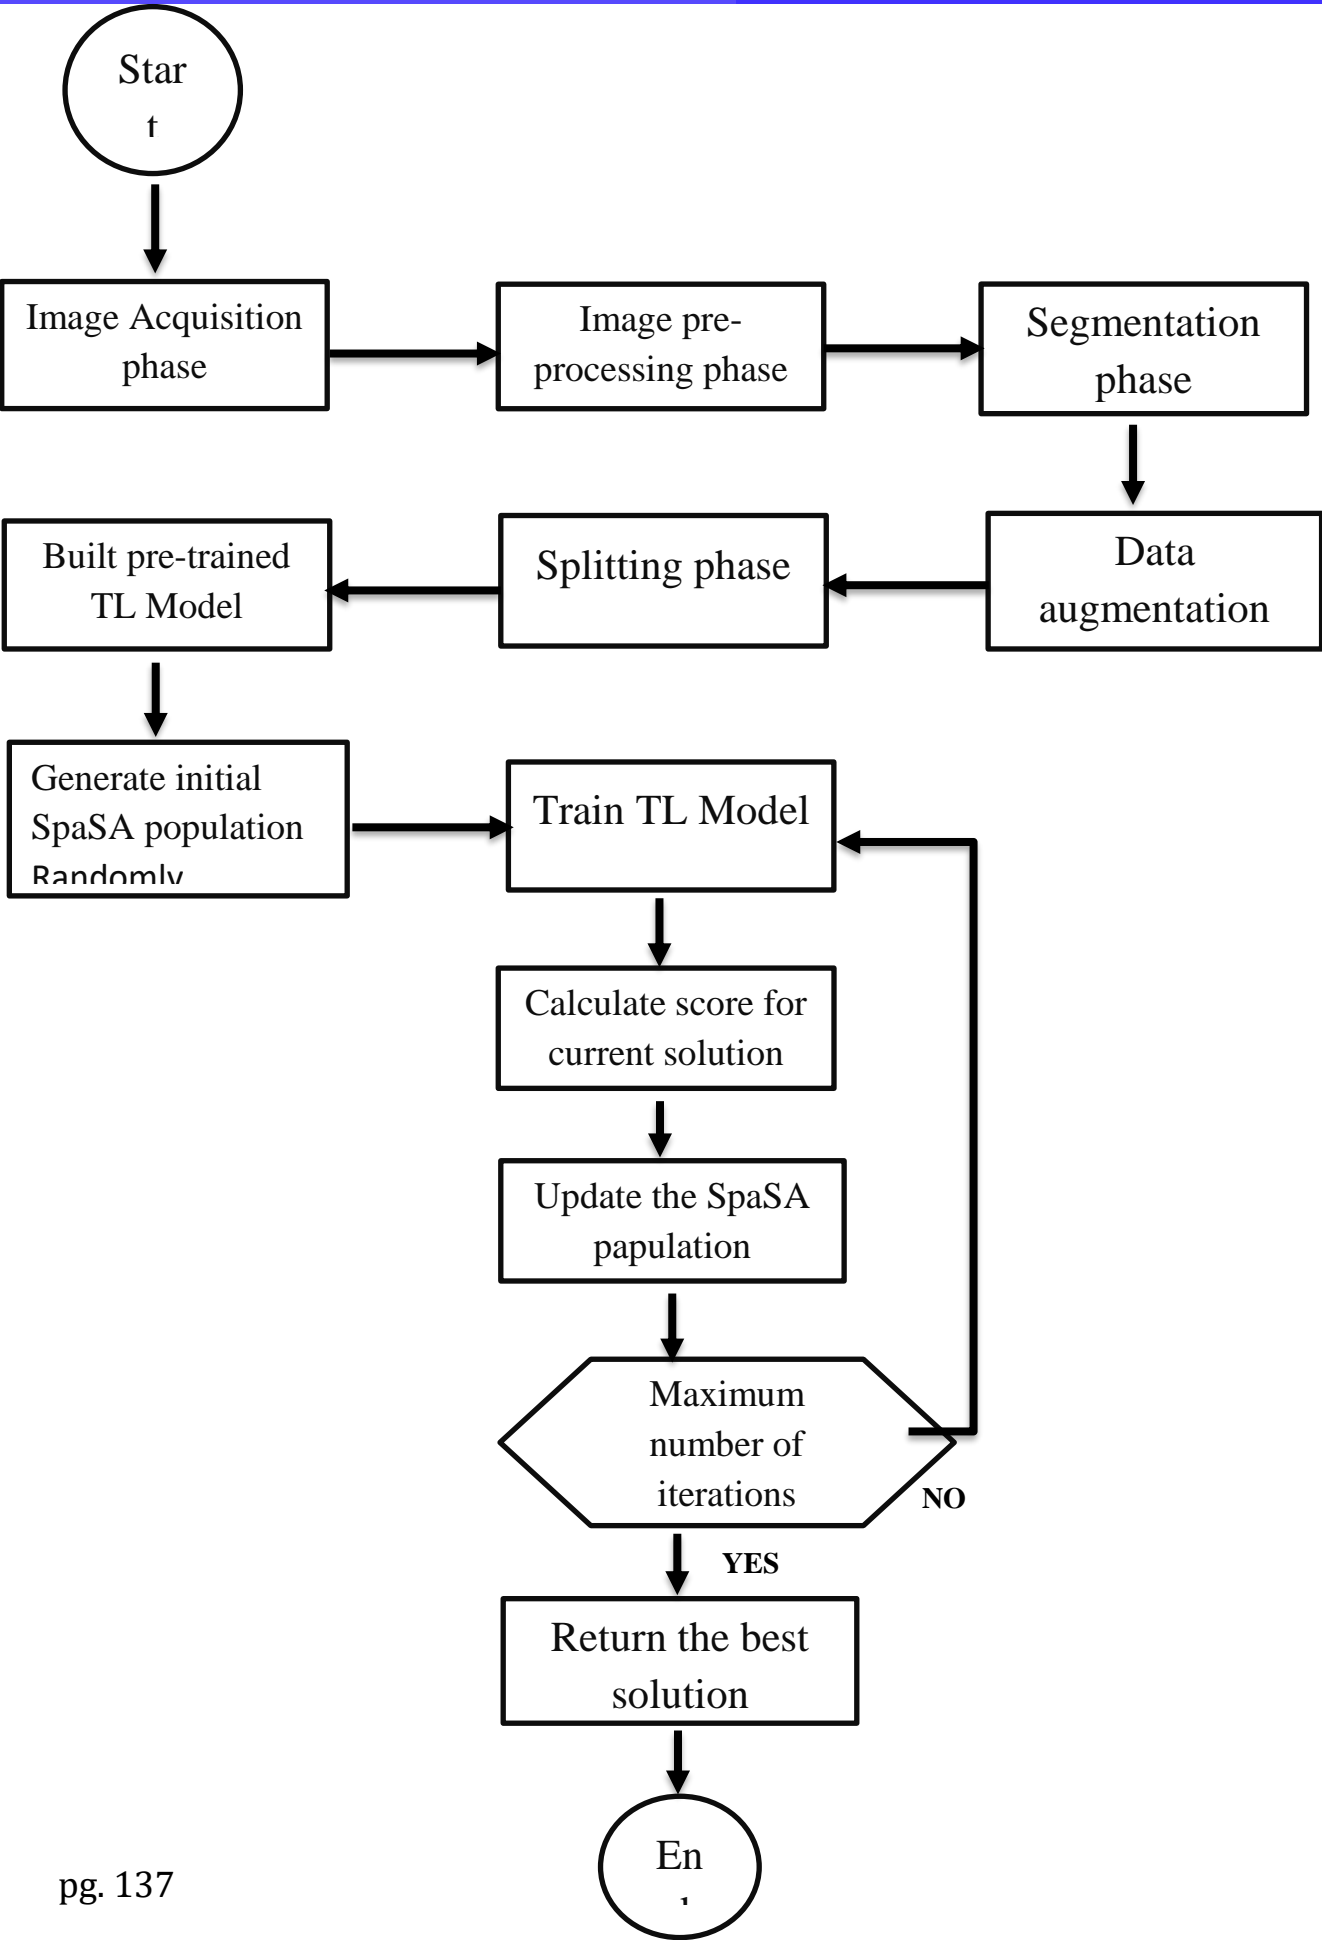 Star
t
Image Acquisition
phase
Image pre-
processing phase
Segmentation
phase
Data
augmentation
Splitting phase
Built pre-trained
TL Model
Generate initial
SpaSA population
Randomly
Train TL Model
Calculate score for
current solution
Update the SpaSA
papulation
Maximum
number of
iterations
NO
YES
Return the best
solution
En
pg. 137